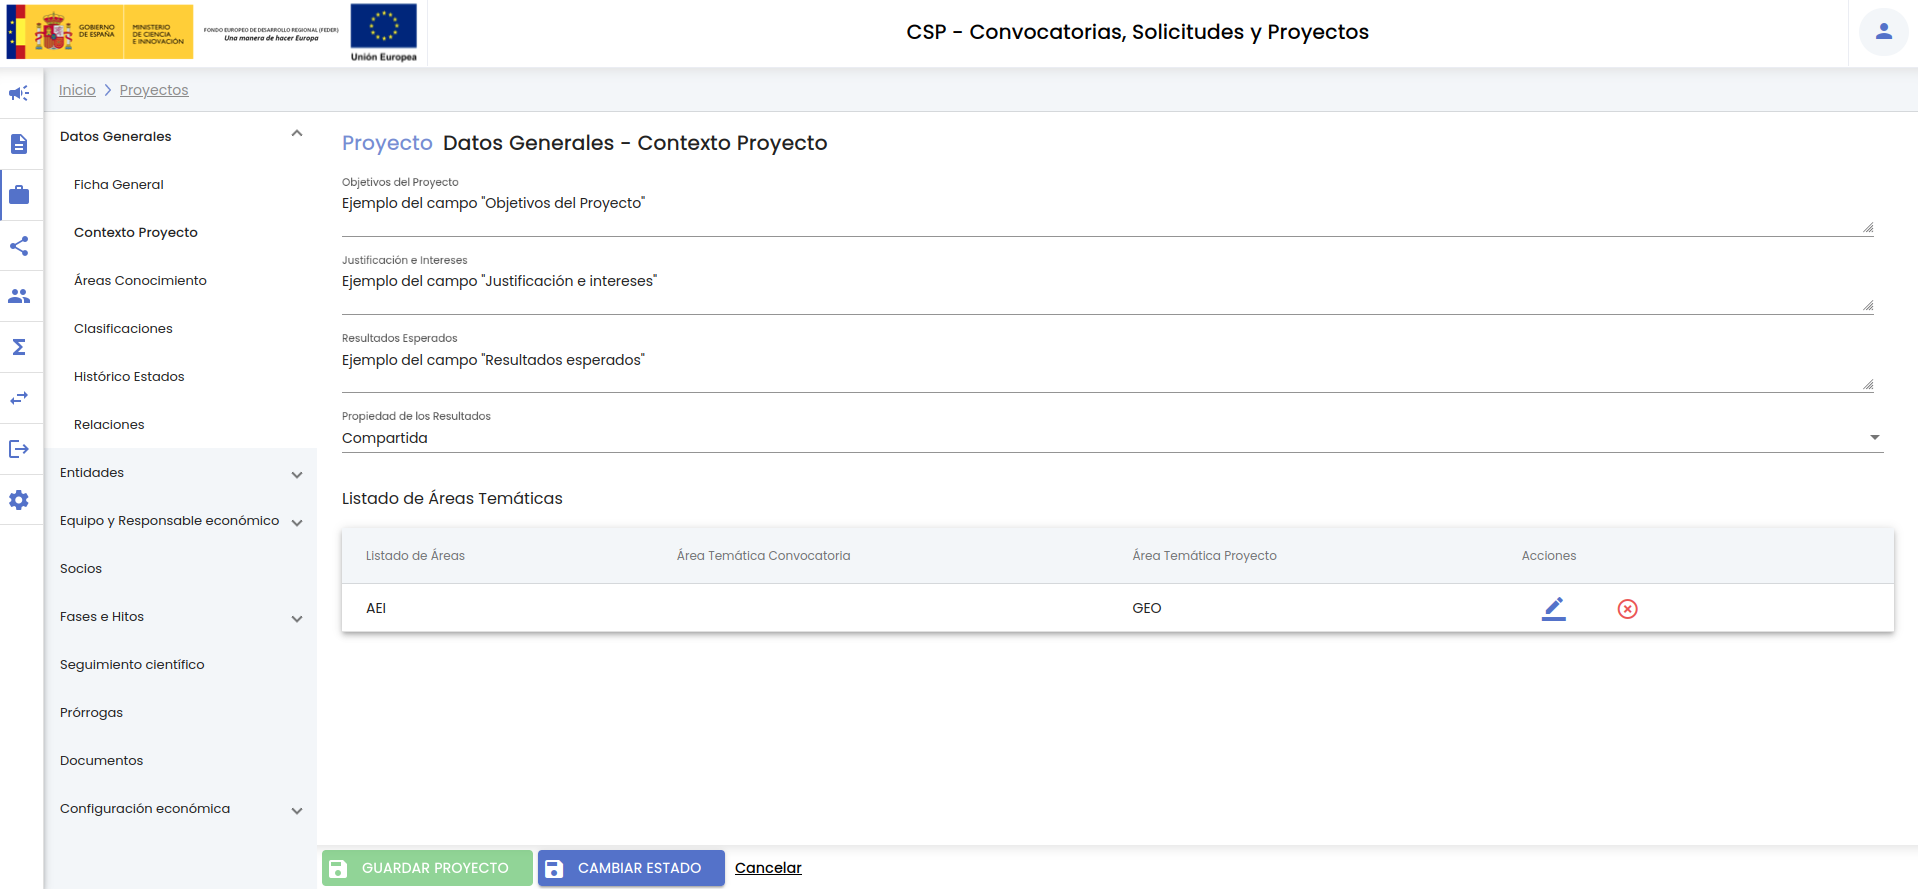 GOBIERNO
DE ESPAÑA
MINISTERIO
DE CIENCIA
E INNOVACIÓN
FONDO EUROPEO DE DESARROLLO REGIONAL (FEDER)
Una manera de hacer Europa
Unión Europea
CSP - Convocatorias, Solicitudes y Proyectos
Inicio
Proyectos
Datos Generales
Ficha General
Contexto Proyecto
Áreas Conocimiento
Clasificaciones
Histórico Estados
Relaciones
Entidades
Equipo y Responsable económico
Socios
Fases e Hitos
Seguimiento científico
Prórrogas
Documentos
Configuración económica
Proyecto Datos Generales - Contexto Proyecto
Objetivos del Proyecto
Ejemplo del campo "Objetivos del Proyecto"
Justificación e Intereses
Ejemplo del campo "Justificación e intereses"
Resultados Esperados
Ejemplo del campo "Resultados esperados"
Propiedad de los Resultados
Compartida
Listado de Áreas Temáticas
Listado de Áreas Área Temática Convocatoria Área Temática Proyecto Acciones
AEI GEO
GUARDAR PROYECTO
CAMBIAR ESTADO
Cancelar